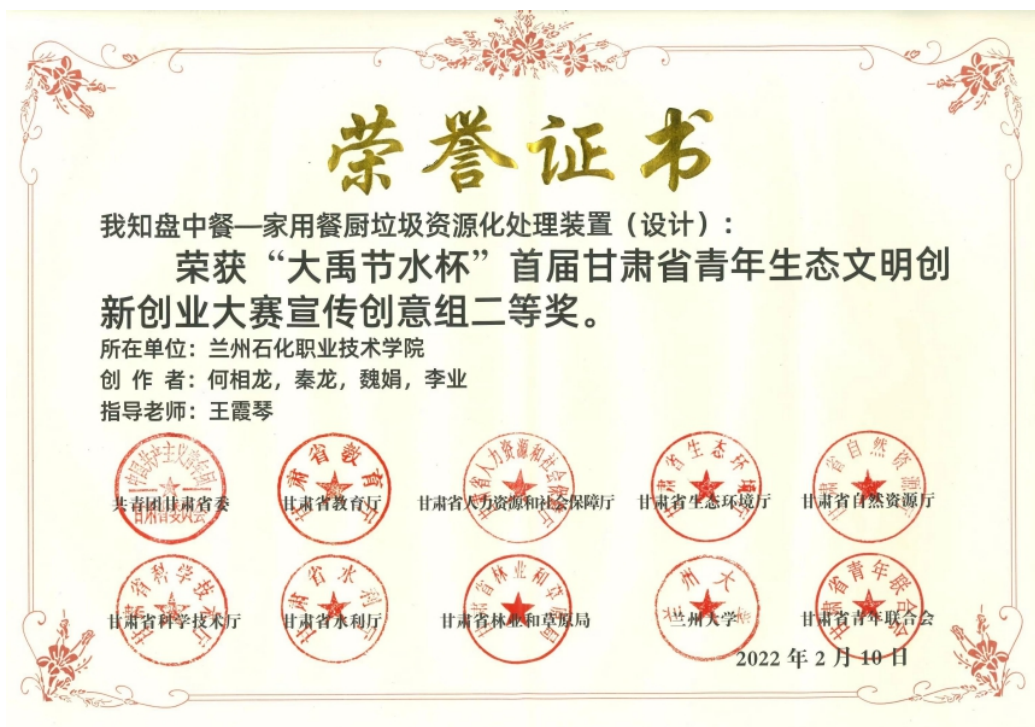 荣誉证书
我知盘中餐—家用餐厨垃圾资源化处理装置（设计）：
荣获“大禹节水杯”首届甘肃省青年生态文明创
新创业大赛宣传创意组二等奖。
所在单位：兰州石化职业技术学院
创 作 者：何相龙，秦龙，魏娟，李业
指导老师：王霞琴
共青团甘肃省委 甘肃省教育厅 甘肃省人力资源和社会保障厅 甘肃省生态环境厅 甘肃省自然资源厅
甘肃省科学技术厅 甘肃省水利厅 甘肃省林业和草原局 兰州大学 甘肃省青年联合会
2022 年 2 月 10 日